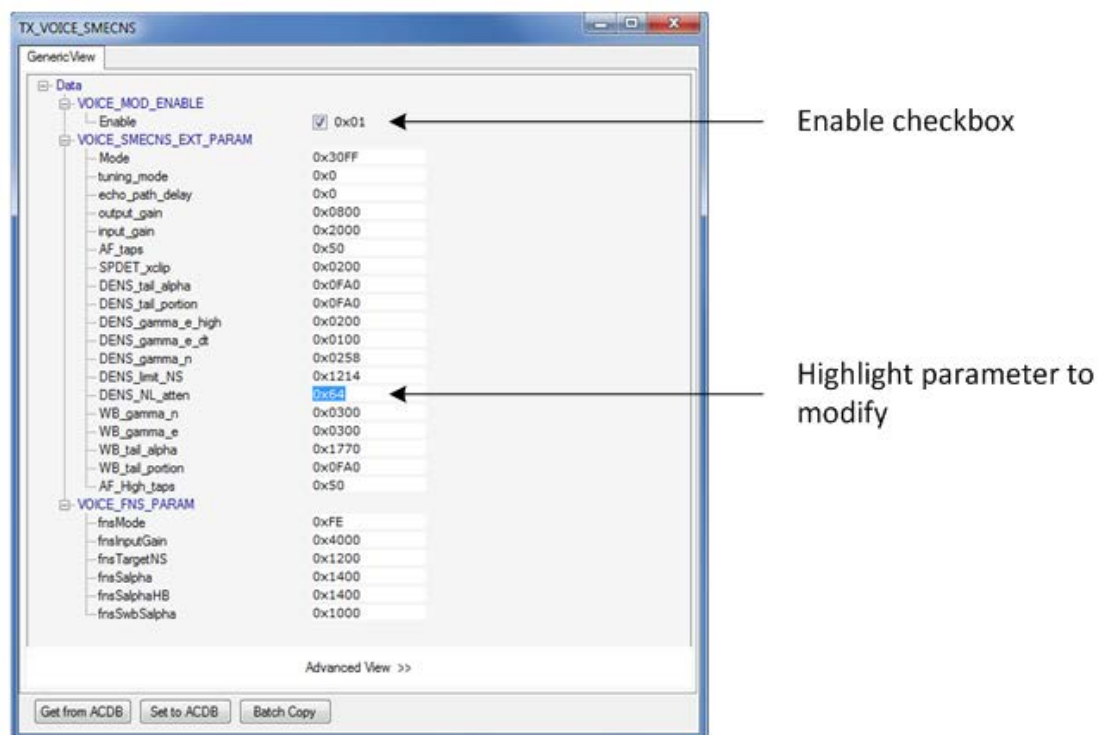 TX_VOICE_SMECNS
GenericView
Data
VOICE_MOD_ENABLE
Enable 0x01
Enable checkbox
VOICE_SMECNS_EXT_PARAM
Mode 0x30FF
tuning_mode 0x0
echo_path_delay 0x0
output_gain 0x0800
input_gain 0x2000
AF_taps 0x50
SPDET_xclip 0x0200
DENS_tail_alpha 0x0FA0
DENS_tail_portion 0x0FA0
DENS_gamma_e_high 0x0200
DENS_gamma_e_dt 0x0100
DENS_gamma_n 0x0258
DENS_limit_NS 0x1214
DENS_NL_atten 0x64
Highlight parameter to
modify
WB_gamma_n 0x0300
WB_gamma_e 0x0300
WB_tail_alpha 0x1770
WB_tail_portion 0x0FA0
AF_High_taps 0x50
VOICE_FNS_PARAM
fnsMode 0xFE
fnsInputGain 0x4000
fnsTargetNS 0x1200
fnsSalpha 0x1400
fnsSalphaHB 0x1400
fnsSwbSalpha 0x1000
Advanced View >>
Get from ACDB Set to ACDB Batch Copy